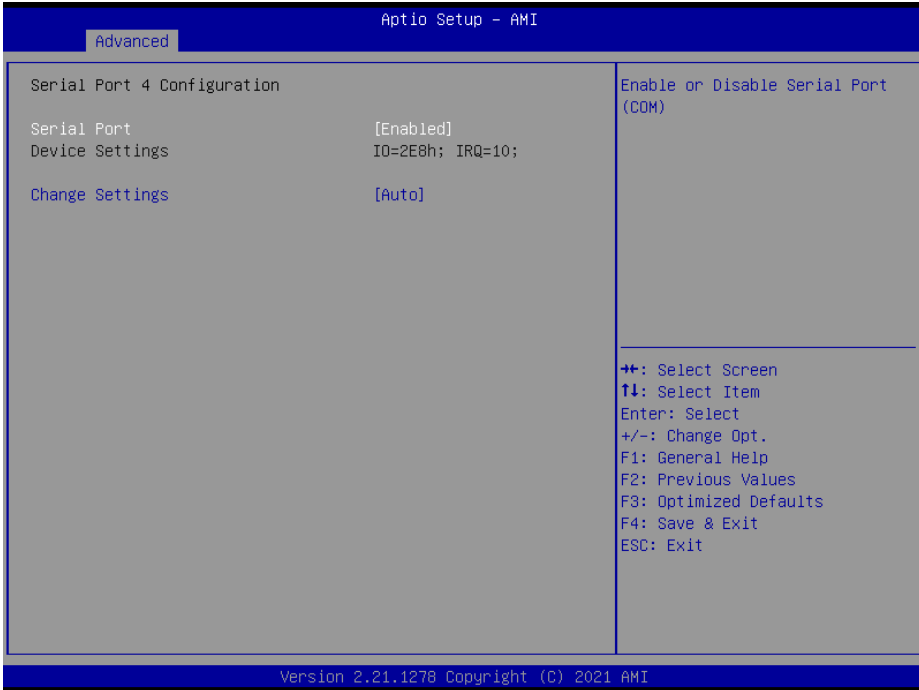 Aptio Setup – AMI
Advanced
Serial Port 4 Configuration
Serial Port [Enabled]
Device Settings IO=2E8h; IRQ=10;
Change Settings [Auto]
Enable or Disable Serial Port
(COM)
→←: Select Screen
↑↓: Select Item
Enter: Select
+/-: Change Opt.
F1: General Help
F2: Previous Values
F3: Optimized Defaults
F4: Save & Exit
ESC: Exit
Version 2.21.1278 Copyright (C) 2021 AMI